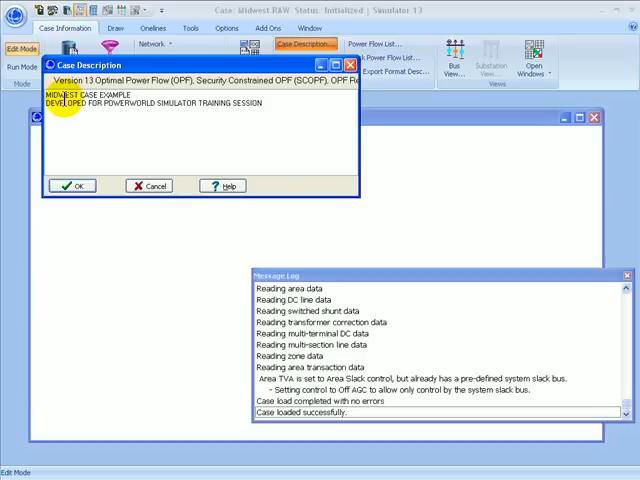 Case: Midwest.RAW Status: Initialized | Simulator 13
Case Information Draw Onelines Tools Options Add Ons Window
Edit Mode
Run Mode
Mode
Network
Case Description...
Power Flow List...
Export Format Desc...
Bus
View...
Substation
View...
Open
Windows
Views
Case Description
Version 13 Optimal Power Flow (OPF), Security Constrained OPF (SCOPF), OPF Re
MIDWEST CASE EXAMPLE
DEVELOPED FOR POWERWORLD SIMULATOR TRAINING SESSION
OK Cancel Help
Message Log
Reading area data
Reading DC line data
Reading switched shunt data
Reading transformer correction data
Reading multi-terminal DC data
Reading multi-section line data
Reading zone data
Reading area transaction data
Area TVA is set to Area Slack control, but already has a pre-defined system slack bus.
- Setting control to Off AGC to allow only control by the system slack bus.
Case load completed with no errors
Case loaded successfully.
Edit Mode